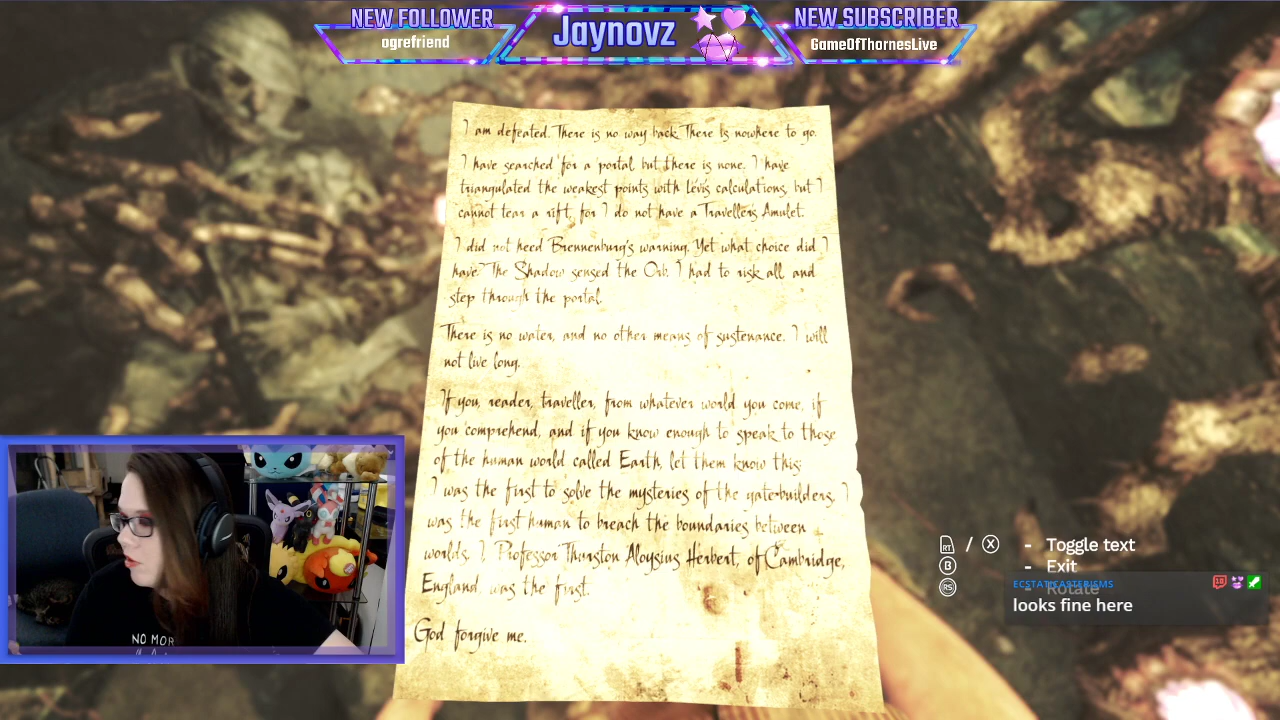 NEW FOLLOWER
ogrefriend
Jaynovz
NEW SUBSCRIBER
GameOfThornesLive
I am defeated. There is no way back. There is nowhere to go.
I have searched for a portal, but there is none. I have
triangulated the weakest points with Lévis calculations, but I
cannot tear a rift, for I do not have a Traveller's Amulet.
I did not heed Brennenburg's warning. Yet what choice did I
have? The Shadow sensed the Orb. I had to risk all and
step through the portal.
There is no water, and no other means of sustenance. I will
not live long.
If you, reader, traveller, from whatever world you come, if
you comprehend, and if you know enough to speak to those
of the human world called Earth, let them know this:
I was the first to solve the mysteries of the gatebuilders, I
was the first human to breach the boundaries between
worlds. I, Professor Thurston Aloysius Herbert, of Cambridge,
England, was the first.
God forgive me.
NO MOR
RT / X - Toggle text
B - Exit
RS - Rotate
ECSTATICASTERISMS
looks fine here